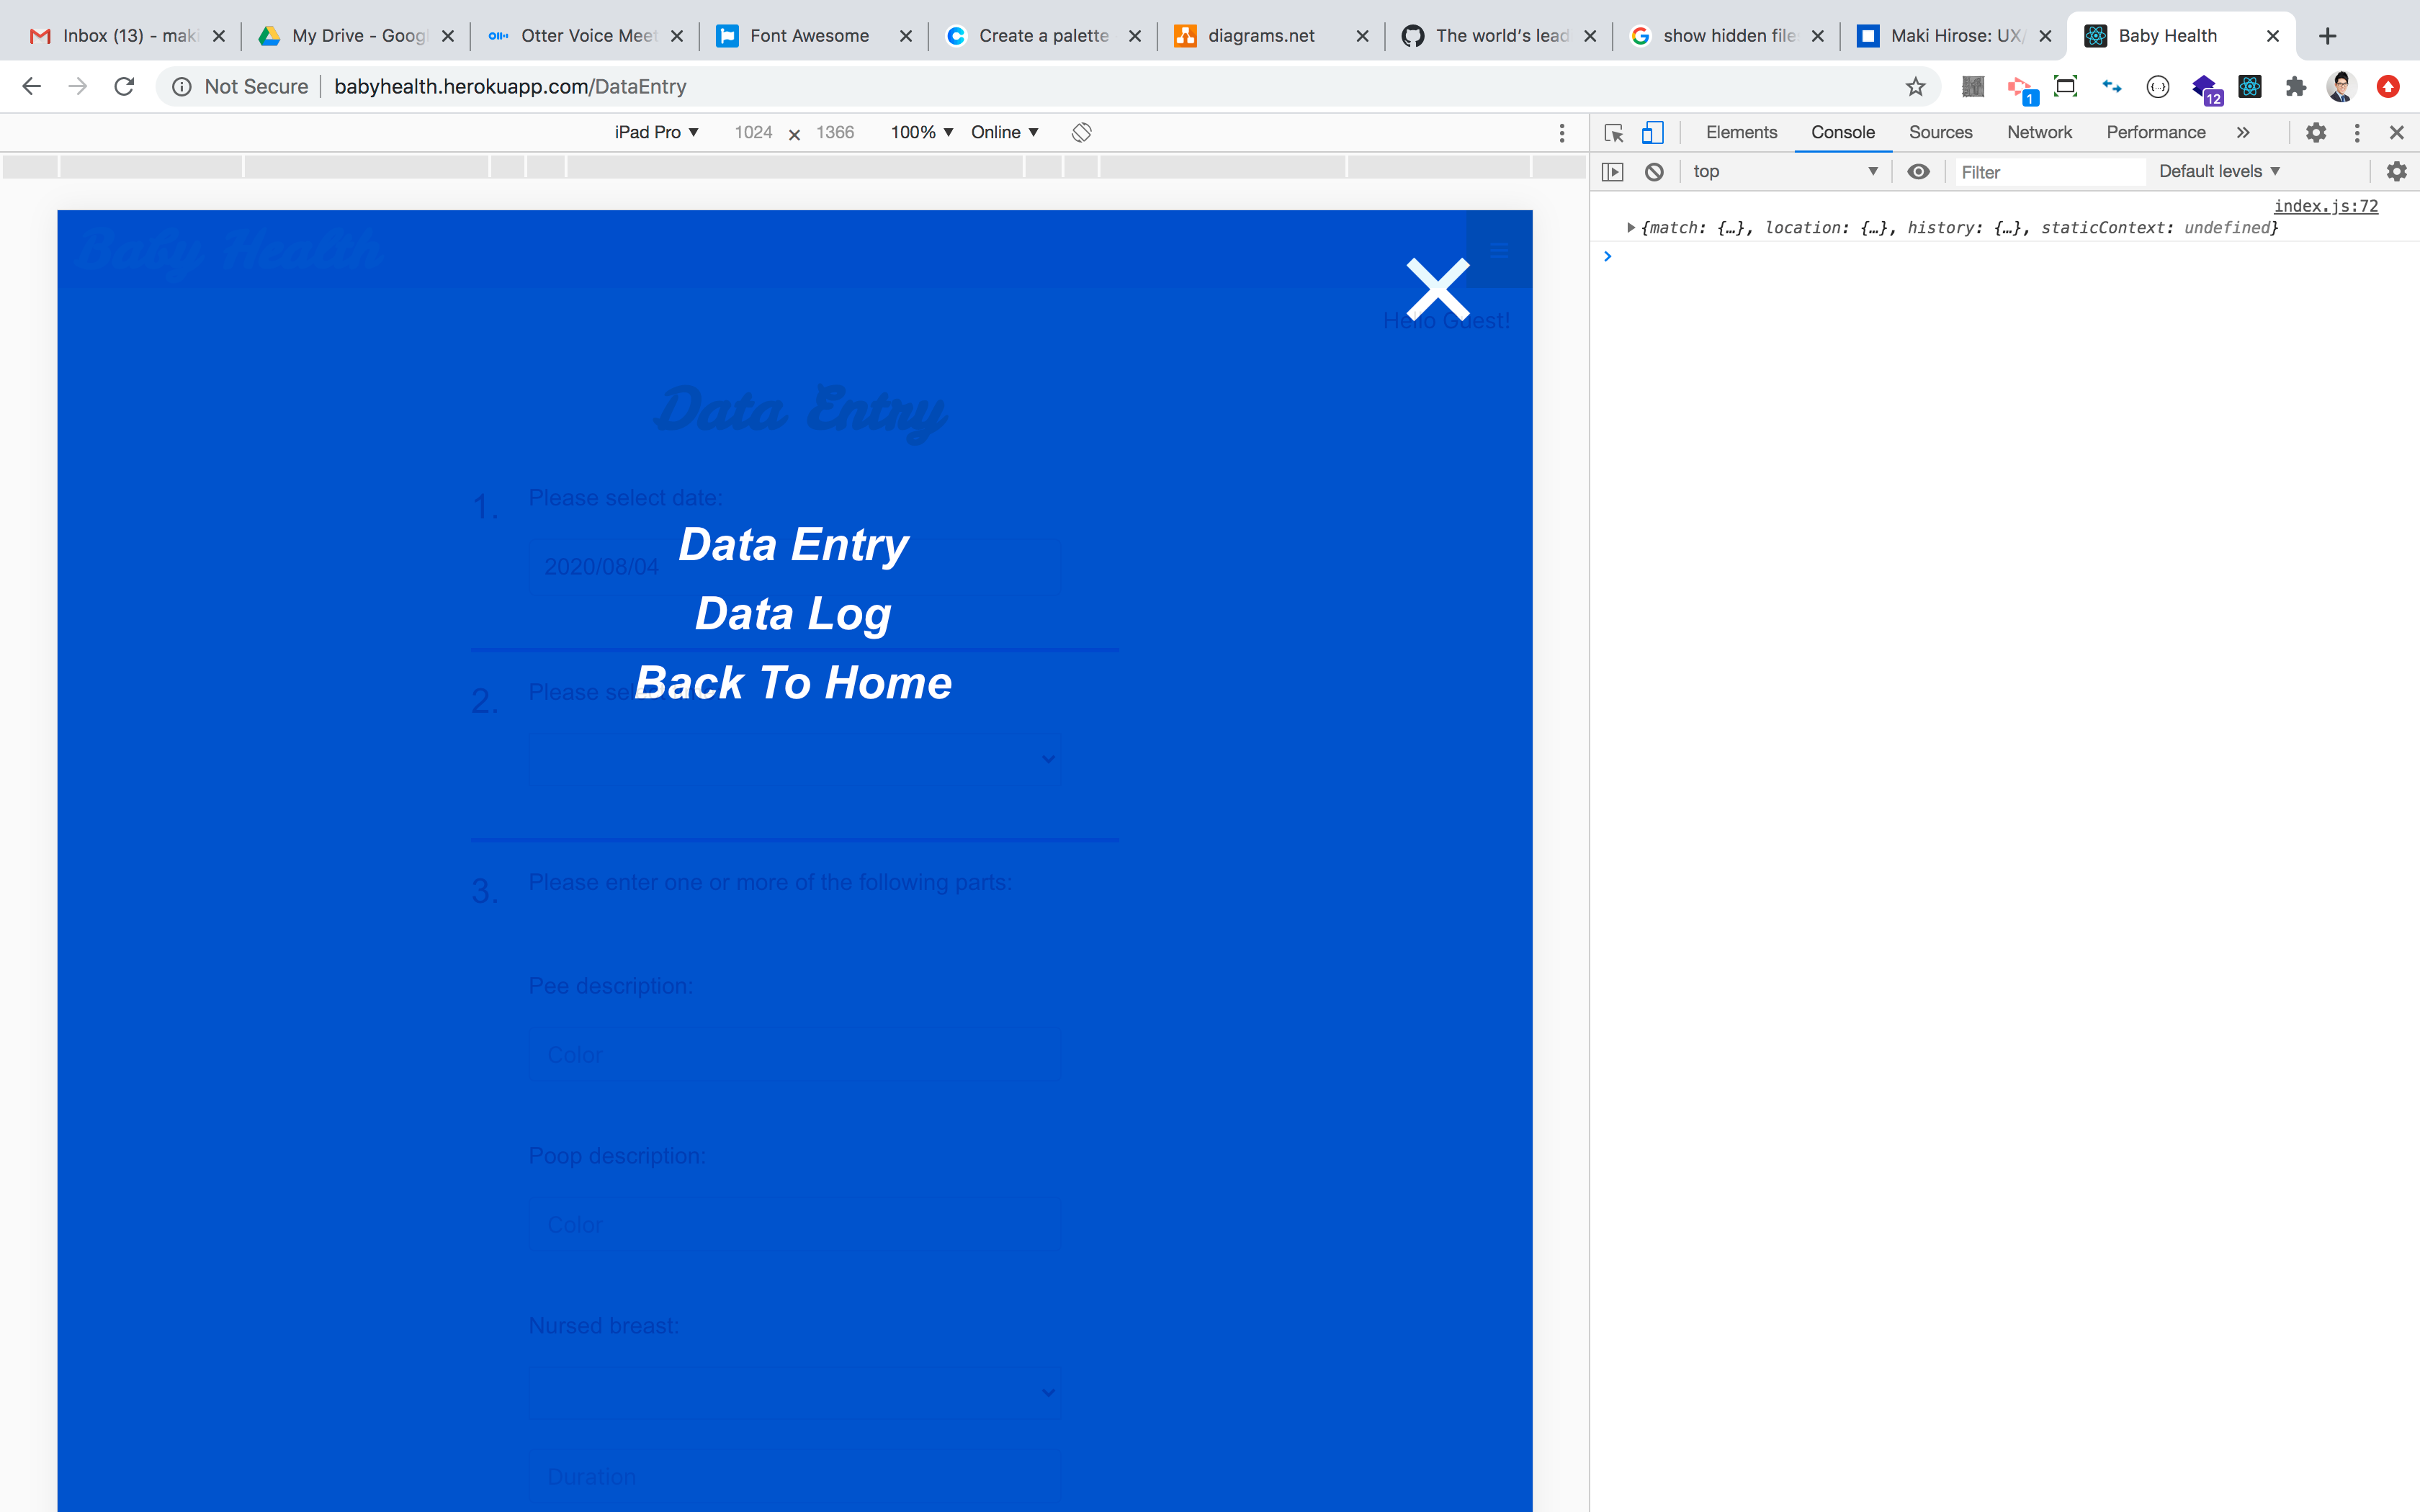 Inbox (13) - maki
My Drive - Googl
Otter Voice Meet
Font Awesome
Create a palette
diagrams.net
The world's lead
show hidden file
Maki Hirose: UX/
Baby Health
Not Secure | babyhealth.herokuapp.com/DataEntry
1
12
iPad Pro ▼ 1024 × 1366 100% ▼ Online ▼
Elements Console Sources Network Performance »
top Filter Default levels ▼
index.js:72
{match: {…}, location: {…}, history: {…}, staticContext: undefined}
Baby Health
Hello Guest!
Data Entry
1. Please select date:
Data Entry
2020/08/04
Data Log
Back To Home
2. Please sel
3. Please enter one or more of the following parts:
Pee description:
Color
Poop description:
Color
Nursed breast:
Duration